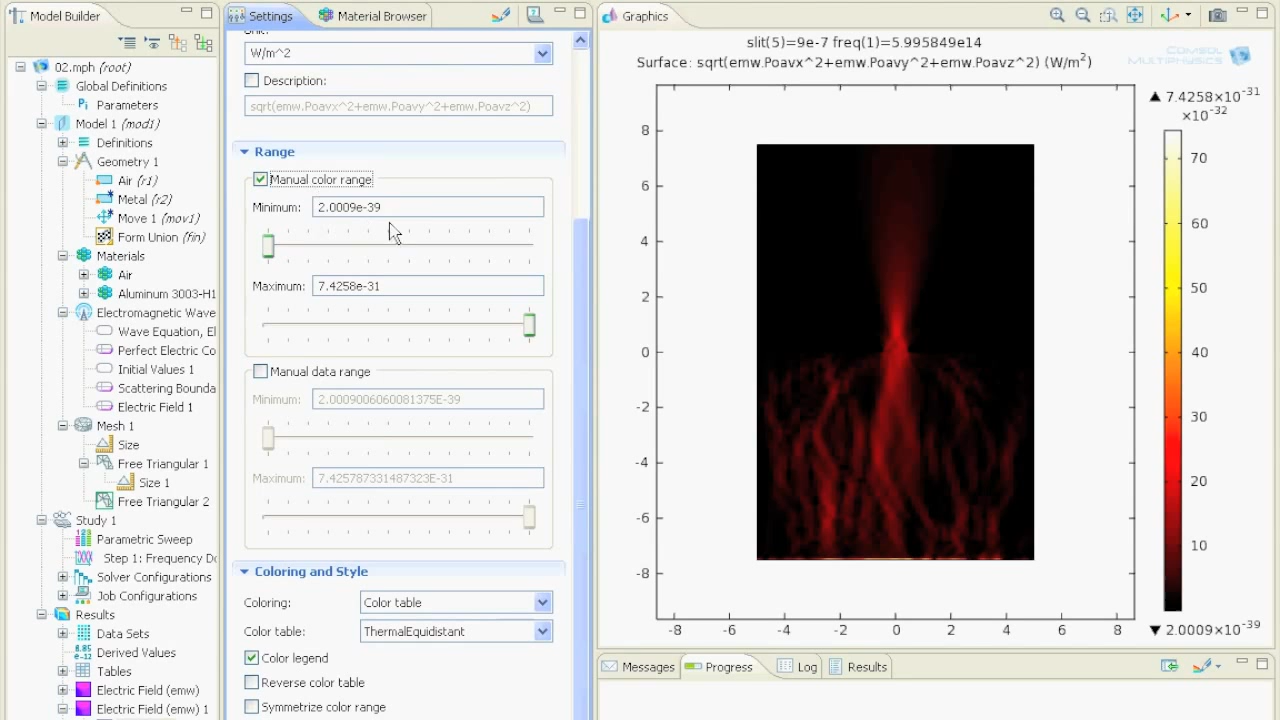 Model Builder
02.mph (root)
Global Definitions
Pi Parameters
Model 1 (mod1)
Definitions
Geometry 1
Air (r1)
Metal (r2)
Move 1 (mov1)
Form Union (fin)
Materials
Air
Aluminum 3003-H1
Electromagnetic Wave
Wave Equation, El
Perfect Electric Co
Initial Values 1
Scattering Bounda
Electric Field 1
Mesh 1
Size
Free Triangular 1
Size 1
Free Triangular 2
Study 1
Parametric Sweep
Step 1: Frequency Do
Solver Configurations
Job Configurations
Results
Data Sets
8.85
e-12
Derived Values
Tables
Electric Field (emw)
Electric Field (emw) 1
Settings
Material Browser
Unit:
W/m^2
Description:
sqrt(emw.Poavx^2+emw.Poavy^2+emw.Poavz^2)
Range
Manual color range
Minimum: 2.0009e-39
Maximum: 7.4258e-31
Manual data range
Minimum: 2.0009006060081375E-39
Maximum: 7.425787331487323E-31
Coloring and Style
Coloring: Color table
Color table: ThermalEquidistant
Color legend
Reverse color table
Symmetrize color range
Graphics
slit(5)=9e-7 freq(1)=5.995849e14
Surface: sqrt(emw.Poavx^2+emw.Poavy^2+emw.Poavz^2) (W/m²)
COMSOL
MULTIPHYSICS
8
6
4
2
0
-2
-4
-6
-8
-8 -6 -4 -2 0 2 4 6 8
▲ 7.4258×10⁻³¹
×10⁻³²
70
60
50
40
30
20
10
▼ 2.0009×10⁻³⁹
Messages
Progress
Log
Results